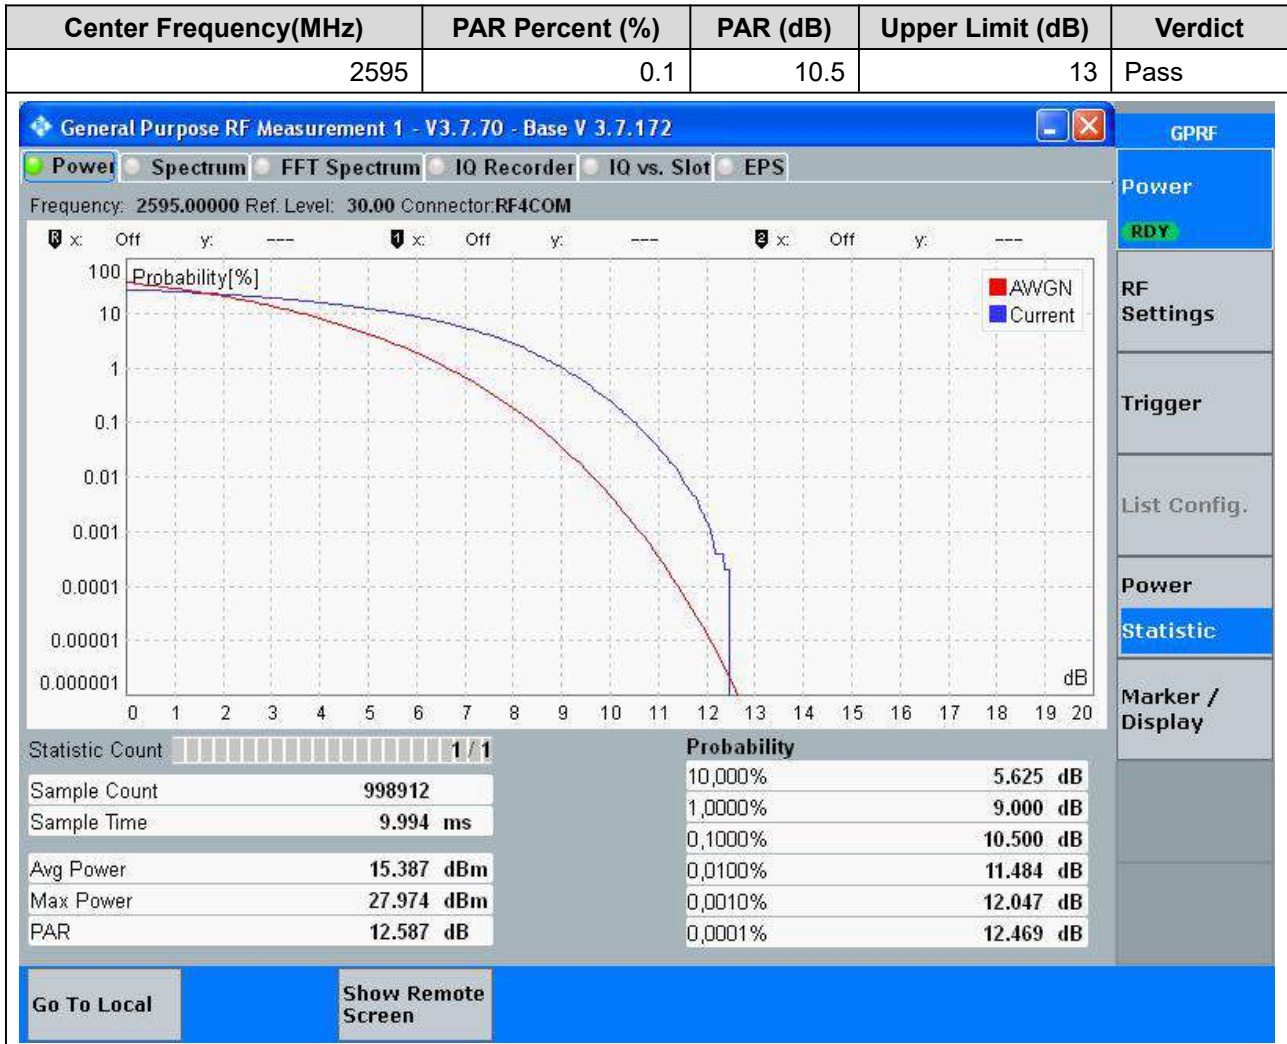 Center Frequency(MHz) PAR Percent (%) PAR (dB) Upper Limit (dB) Verdict
2595 0.1 10.5 13 Pass
General Purpose RF Measurement 1 - V3.7.70 - Base V 3.7.172
GPRF
Power Spectrum FFT Spectrum IQ Recorder IQ vs. Slot EPS
Frequency: 2595.00000 Ref. Level: 30.00 Connector:RF4COM
R x: Off y: --- 1 x: Off y: --- 2 x: Off y: ---
Probability[%]
AWGN
Current
100
10
1
0.1
0.01
0.001
0.0001
0.00001
0.000001
dB
0 1 2 3 4 5 6 7 8 9 10 11 12 13 14 15 16 17 18 19 20
Statistic Count 1 / 1
Sample Count 998912
Sample Time 9.994 ms
Avg Power 15.387 dBm
Max Power 27.974 dBm
PAR 12.587 dB
Probability
10,000% 5.625 dB
1,0000% 9.000 dB
0,1000% 10.500 dB
0,0100% 11.484 dB
0,0010% 12.047 dB
0,0001% 12.469 dB
Power
RDY
RF
Settings
Trigger
List Config.
Power
Statistic
Marker /
Display
Go To Local
Show Remote
Screen